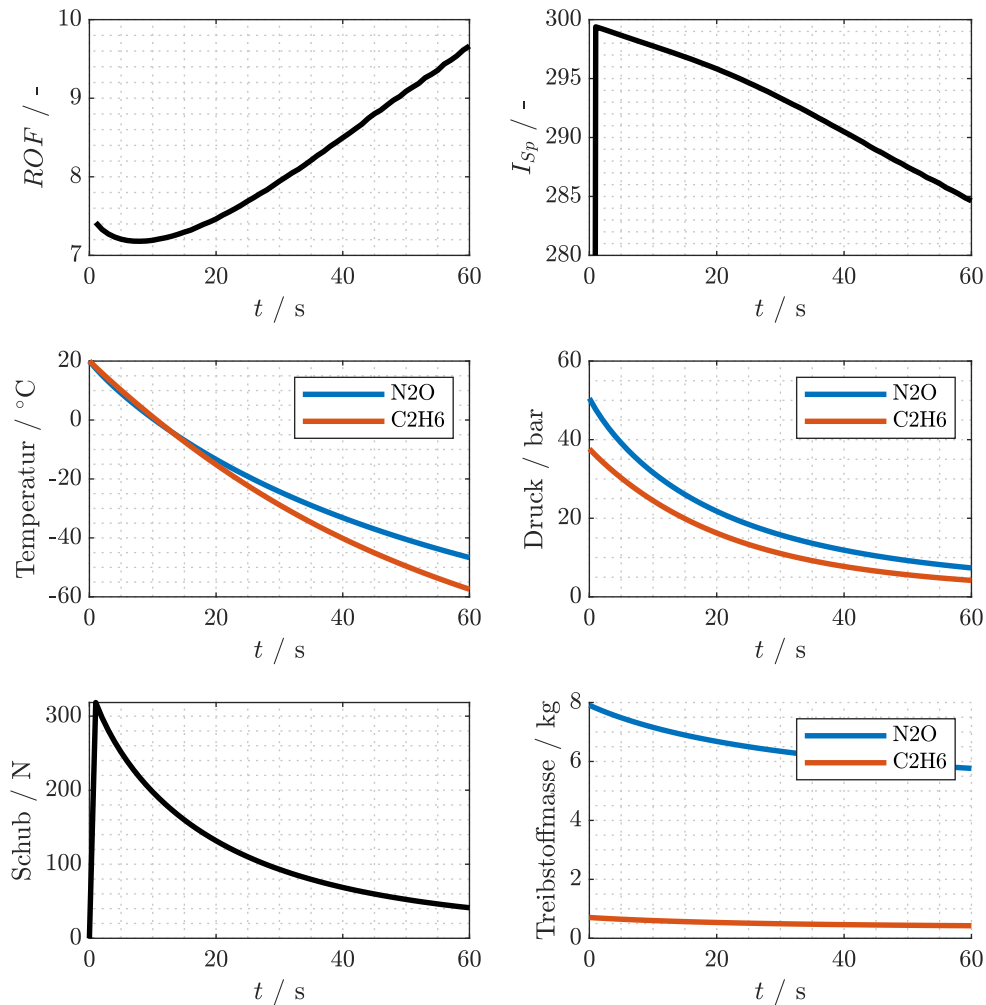 10
9
8
7
ROF / -
0
20
40
60
t / s
300
295
290
285
280
I_{Sp} / -
0
20
40
60
t / s
20
0
-20
-40
-60
Temperatur / °C
N2O
C2H6
0
20
40
60
t / s
60
40
20
0
Druck / bar
N2O
C2H6
0
20
40
60
t / s
300
200
100
0
Schub / N
0
20
40
60
t / s
8
6
4
2
0
Treibstoffmasse / kg
N2O
C2H6
0
20
40
60
t / s